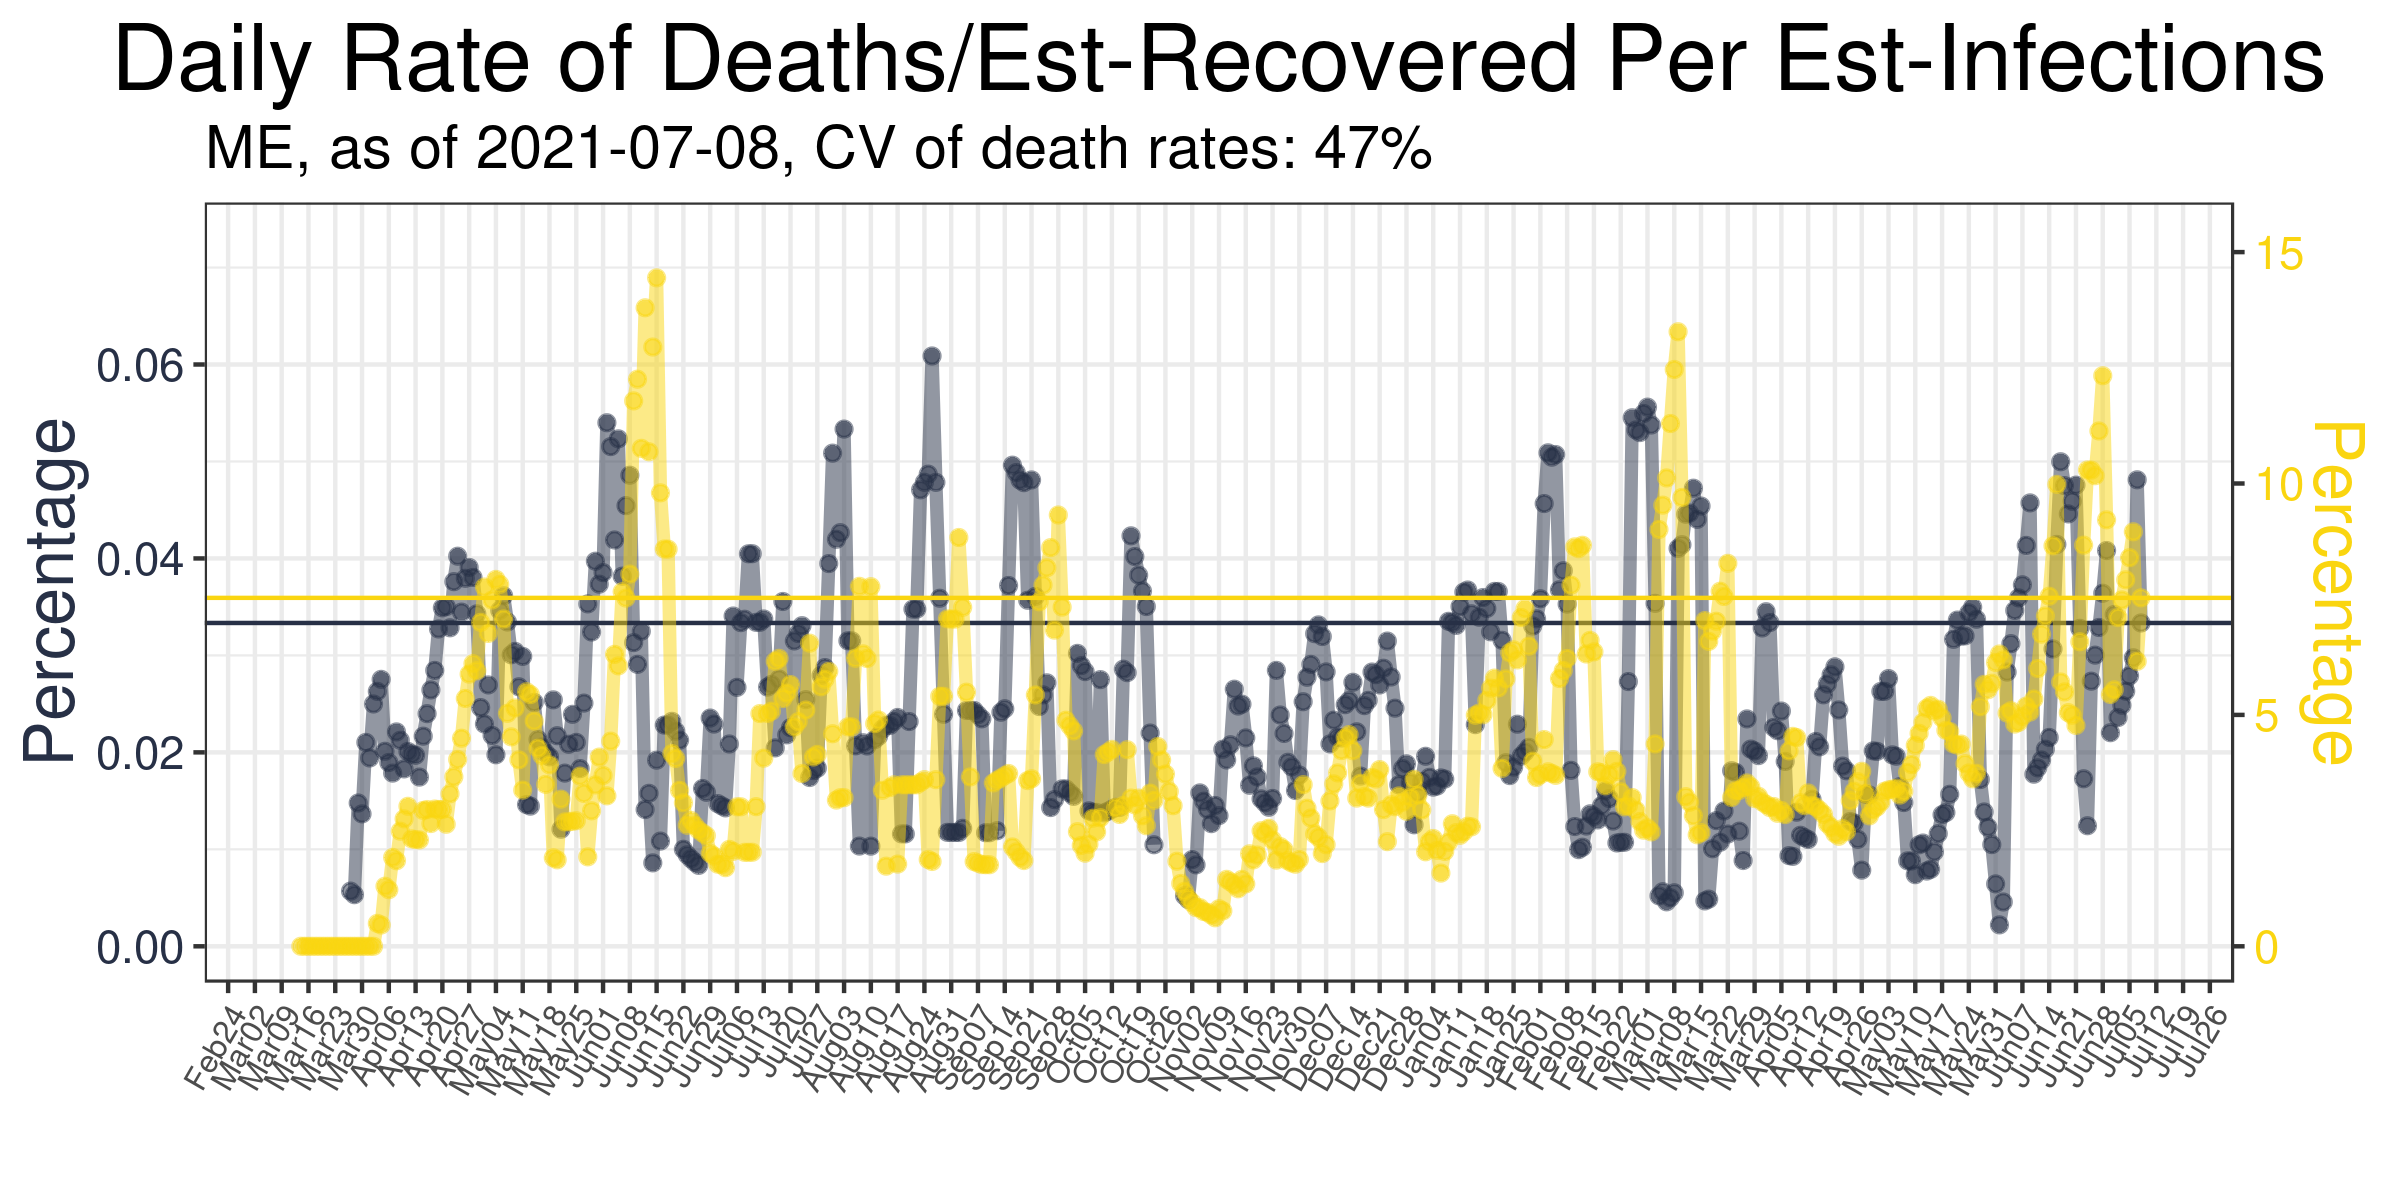 Daily Rate of Deaths/Est-Recovered Per Est-Infections
ME, as of 2021-07-08, CV of death rates: 47%
Percentage
0.06
0.04
0.02
0.00
15
10
5
0
Percentage
Feb24
Mar02
Mar09
Mar16
Mar23
Mar30
Apr06
Apr13
Apr20
Apr27
May04
May11
May18
May25
Jun01
Jun08
Jun15
Jun22
Jun29
Jul06
Jul13
Jul20
Jul27
Aug03
Aug10
Aug17
Aug24
Aug31
Sep07
Sep14
Sep21
Sep28
Oct05
Oct12
Oct19
Oct26
Nov02
Nov09
Nov16
Nov23
Nov30
Dec07
Dec14
Dec21
Dec28
Jan04
Jan11
Jan18
Jan25
Feb01
Feb08
Feb15
Feb22
Mar01
Mar08
Mar15
Mar22
Mar29
Apr05
Apr12
Apr19
Apr26
May03
May10
May17
May24
May31
Jun07
Jun14
Jun21
Jun28
Jul05
Jul12
Jul19
Jul26